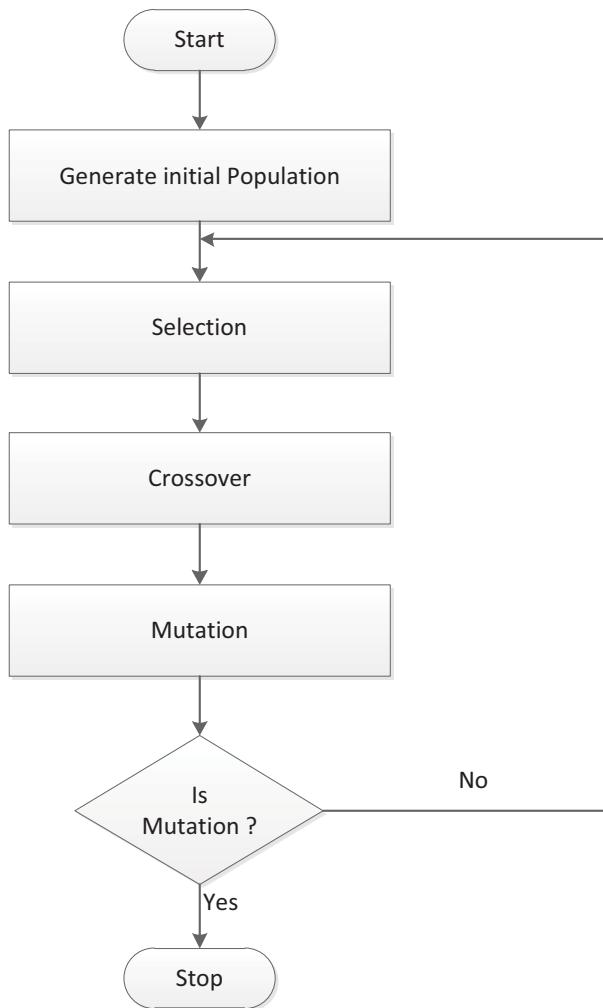 Start
Generate initial Population
Selection
Crossover
Mutation
Is
Mutation ?
No
Yes
Stop